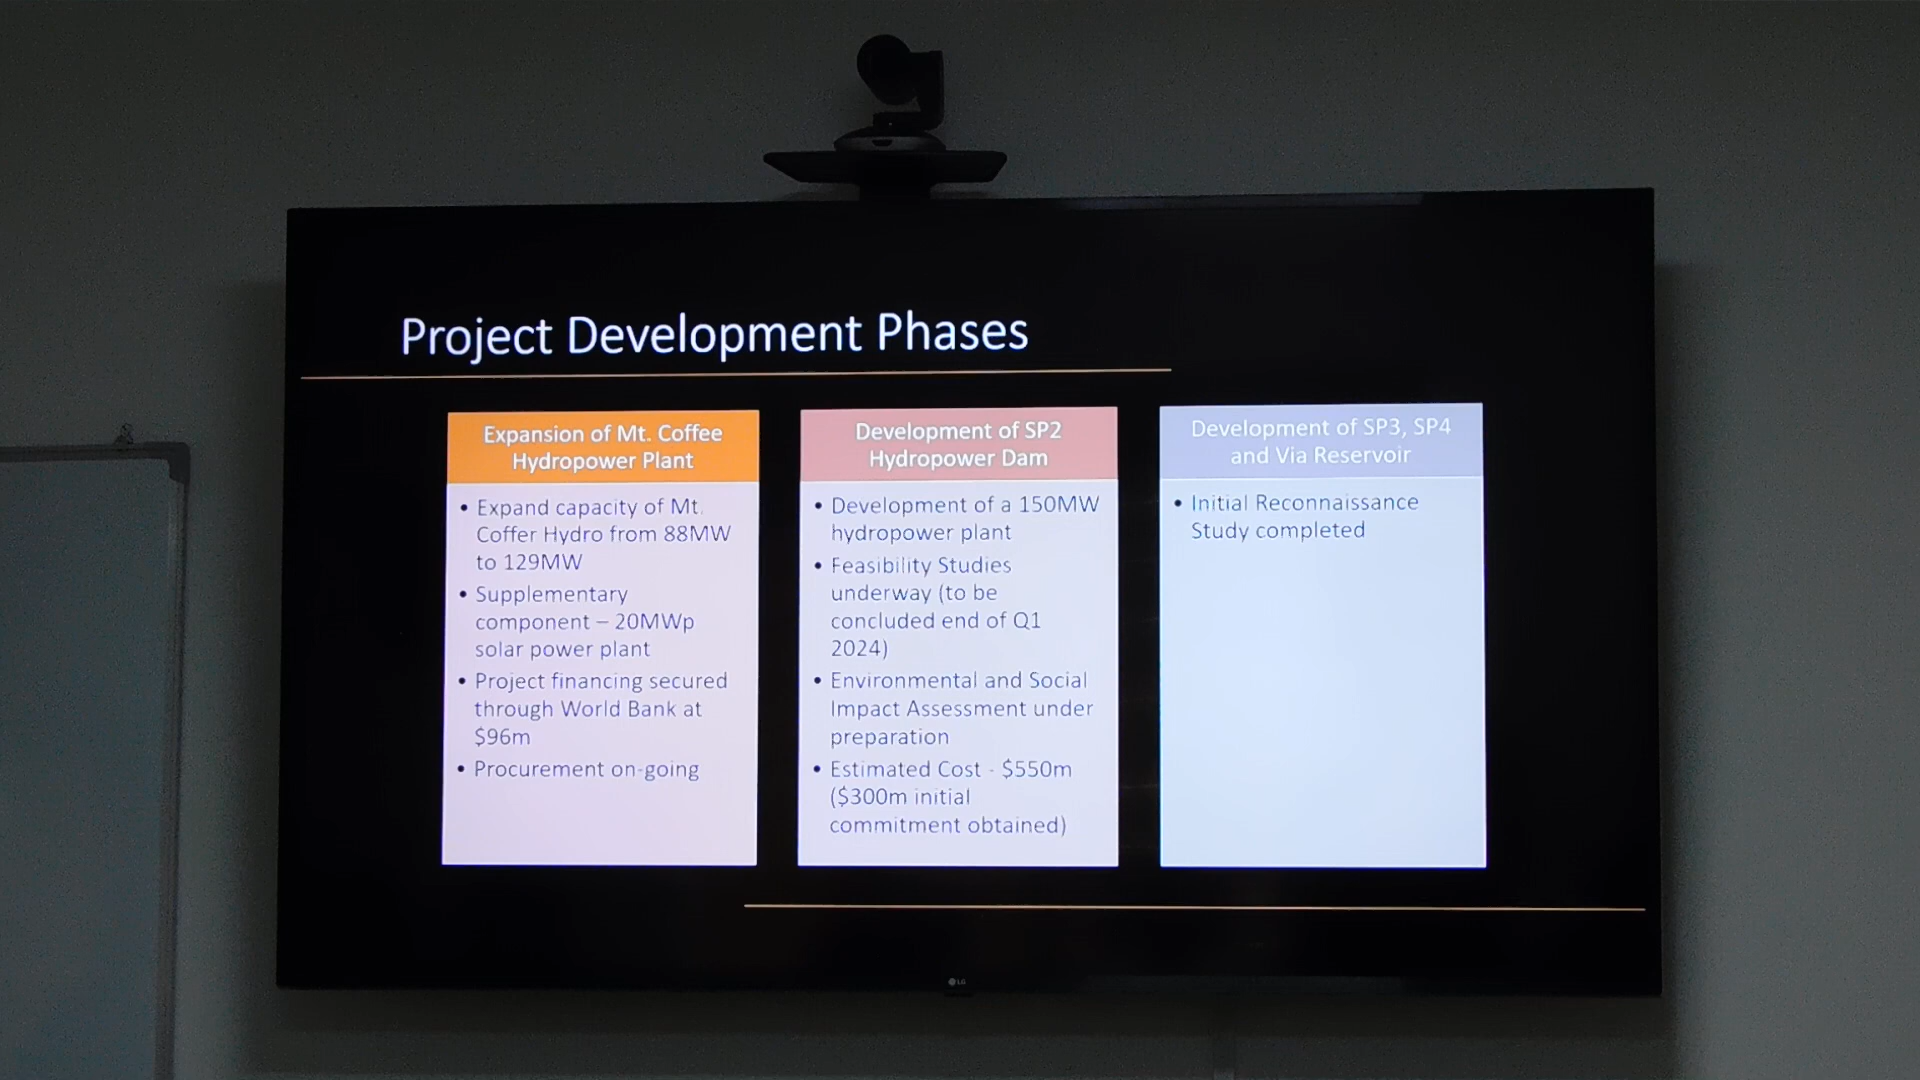 Project Development Phases
Expansion of Mt. Coffee
Hydropower Plant
• Expand capacity of Mt.
Coffer Hydro from 88MW
to 129MW
• Supplementary
component – 20MWp
solar power plant
• Project financing secured
through World Bank at
$96m
• Procurement on-going
Development of SP2
Hydropower Dam
• Development of a 150MW
hydropower plant
• Feasibility Studies
underway (to be
concluded end of Q1
2024)
• Environmental and Social
Impact Assessment under
preparation
• Estimated Cost - $550m
($300m initial
commitment obtained)
Development of SP3, SP4
and Via Reservoir
• Initial Reconnaissance
Study completed
LG